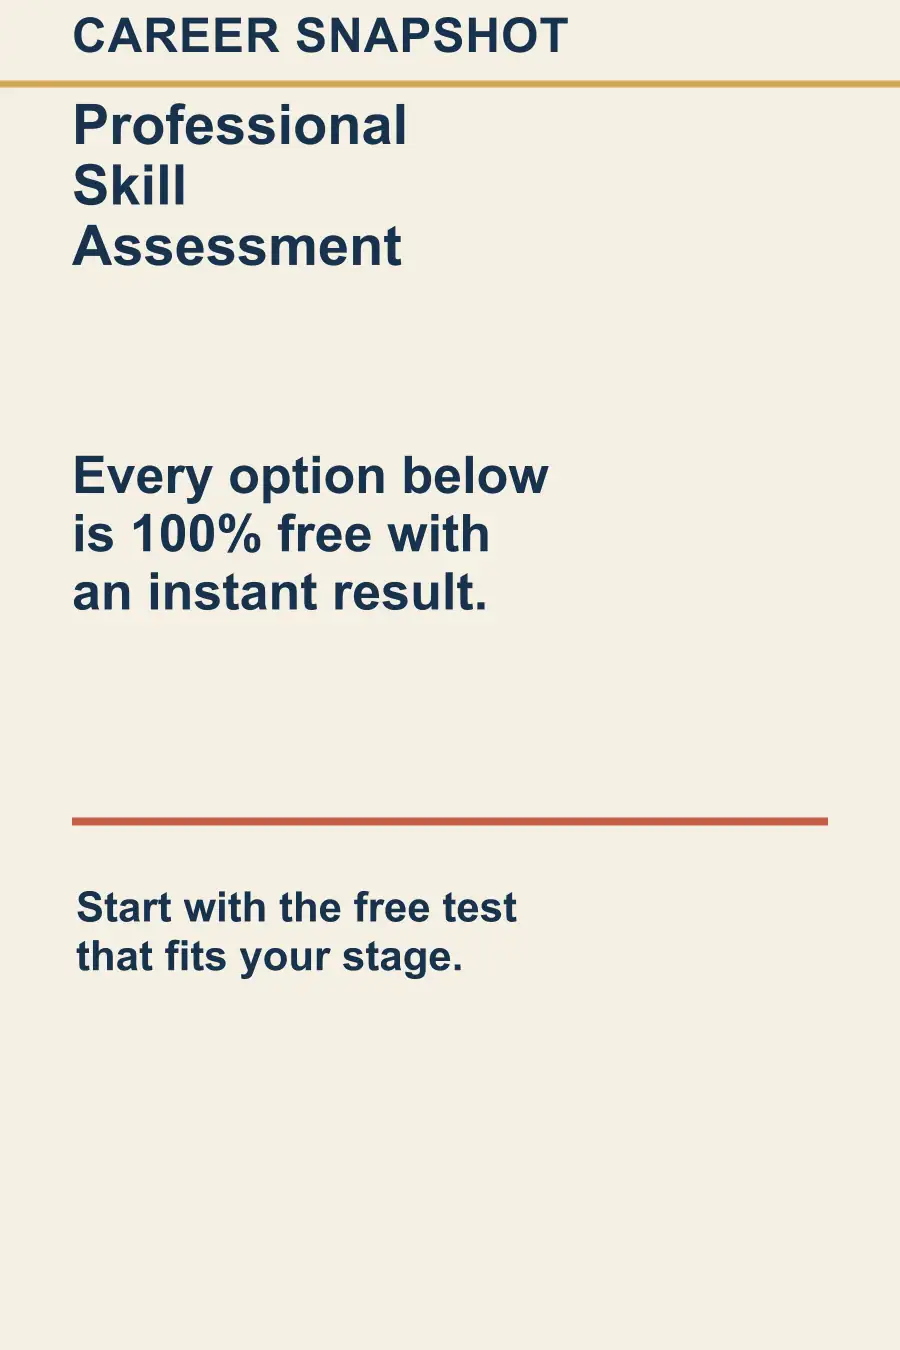 CAREER SNAPSHOT
Professional
Skill
Assessment
Every option below
is 100% free with
an instant result.
Start with the free test
that fits your stage.